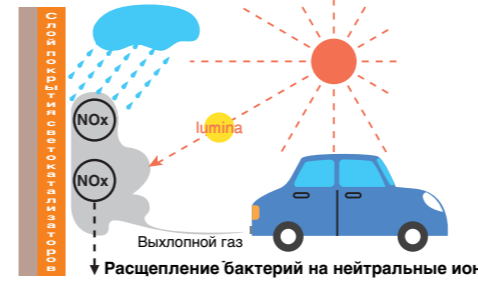 Слой покрытия светокатализаторов
NOx
lumina
NOx
Выхлопной газ
Расщепление бактерий на нейтральные ион